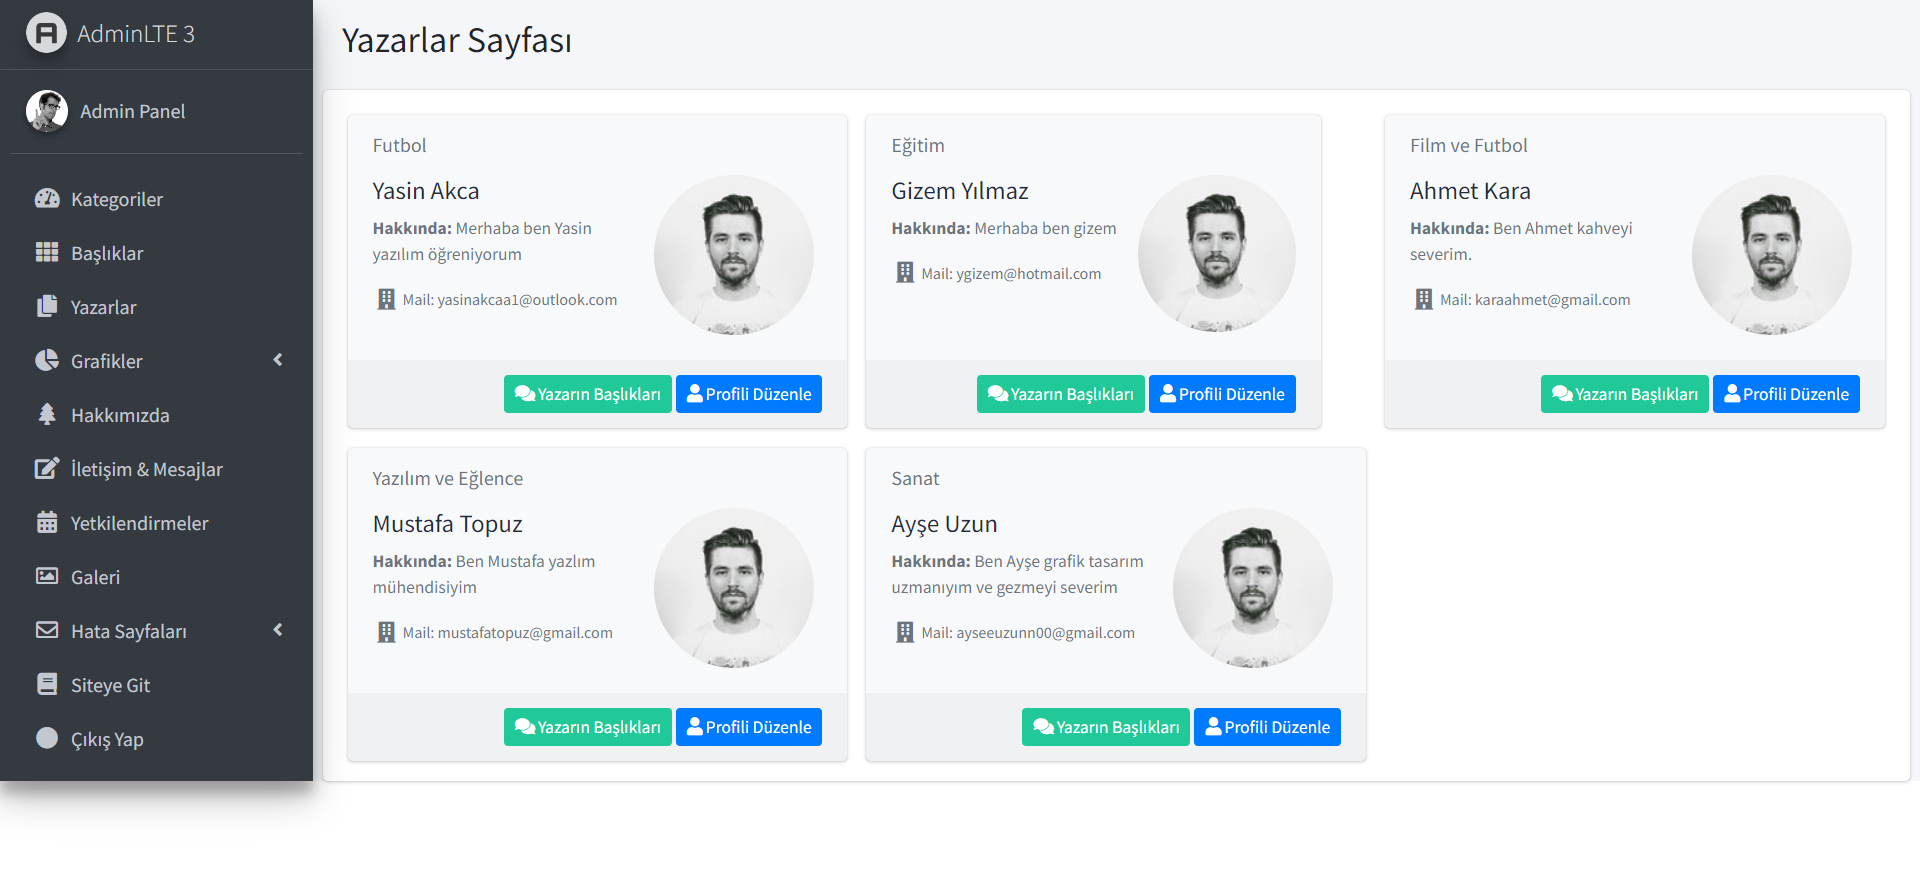 AdminLTE 3
Admin Panel
Kategoriler
Başlıklar
Yazarlar
Grafikler
Hakkımızda
İletişim & Mesajlar
Yetkilendirmeler
Galeri
Hata Sayfaları
Siteye Git
Çıkış Yap
Yazarlar Sayfası
Futbol
Yasin Akca
Hakkında: Merhaba ben Yasin
yazılım öğreniyorum
Mail: yasinakcaa1@outlook.com
Yazarın Başlıkları
Profili Düzenle
Eğitim
Gizem Yılmaz
Hakkında: Merhaba ben gizem
Mail: ygizem@hotmail.com
Yazarın Başlıkları
Profili Düzenle
Film ve Futbol
Ahmet Kara
Hakkında: Ben Ahmet kahveyi
severim.
Mail: karaahmet@gmail.com
Yazarın Başlıkları
Profili Düzenle
Yazılım ve Eğlence
Mustafa Topuz
Hakkında: Ben Mustafa yazlım
mühendisiyim
Mail: mustafatopuz@gmail.com
Yazarın Başlıkları
Profili Düzenle
Sanat
Ayşe Uzun
Hakkında: Ben Ayşe grafik tasarım
uzmanıyım ve gezmeyi severim
Mail: ayseeuzunn00@gmail.com
Yazarın Başlıkları
Profili Düzenle